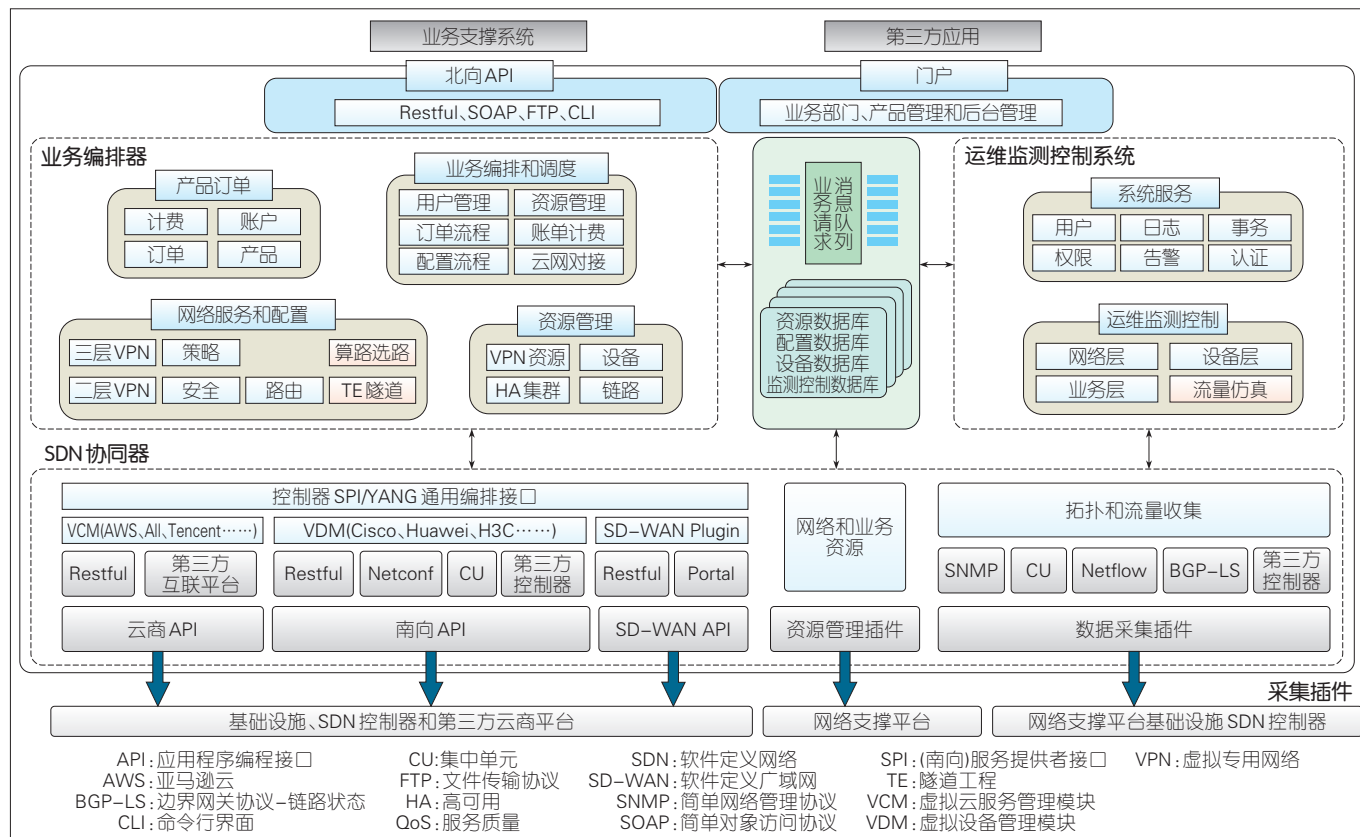 业务支撑系统
第三方应用
北向API
门户
Restful、SOAP、FTP、CLI
业务部门、产品管理和后台管理
业务编排器
产品订单
计费
账户
订单
产品
业务编排和调度
用户管理
资源管理
订单流程
账单计费
配置流程
云网对接
网络服务和配置
三层VPN
策略
算路选路
二层VPN
安全
路由
TE隧道
资源管理
VPN资源
设备
HA集群
链路
消息队列
业务请求
资源数据库
配置数据库
设备数据库
监测控制数据库
运维监测控制系统
系统服务
用户
日志
事务
权限
告警
认证
运维监测控制
网络层
设备层
业务层
流量仿真
SDN协同器
控制器SPI/YANG通用编排接口
VCM(AWS、All、Tencent……)
VDM(Cisco、Huawei、H3C……)
SD-WAN Plugin
Restful
第三方
互联平台
Restful
Netconf
CU
第三方
控制器
Restful
Portal
云商API
南向API
SD-WAN API
网络和业务
资源
资源管理插件
拓扑和流量收集
SNMP
CU
Netflow
BGP-LS
第三方
控制器
数据采集插件
采集插件
基础设施、SDN控制器和第三方云商平台
网络支撑平台
网络支撑平台基础设施SDN控制器
API:应用程序编程接口
AWS:亚马逊云
BGP-LS:边界网关协议-链路状态
CLI:命令行界面
CU:集中单元
FTP:文件传输协议
HA:高可用
QoS:服务质量
SDN:软件定义网络
SD-WAN:软件定义广域网
SNMP:简单网络管理协议
SOAP:简单对象访问协议
SPI:(南向)服务提供者接口
TE:隧道工程
VCM:虚拟云服务管理模块
VDM:虚拟设备管理模块
VPN:虚拟专用网络